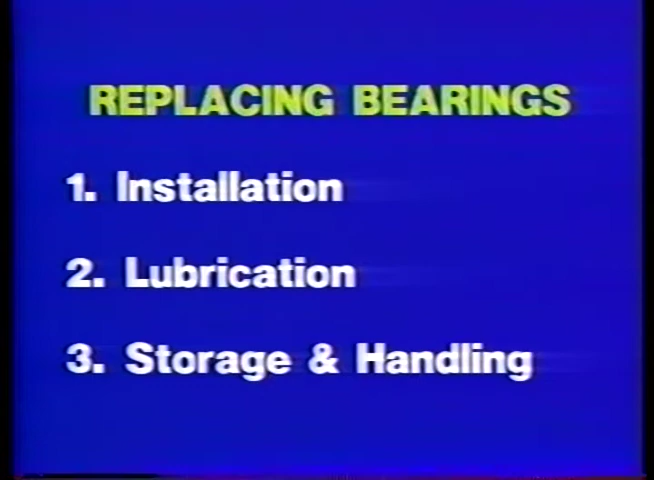 REPLACING BEARINGS
1. Installation
2. Lubrication
3. Storage & Handling